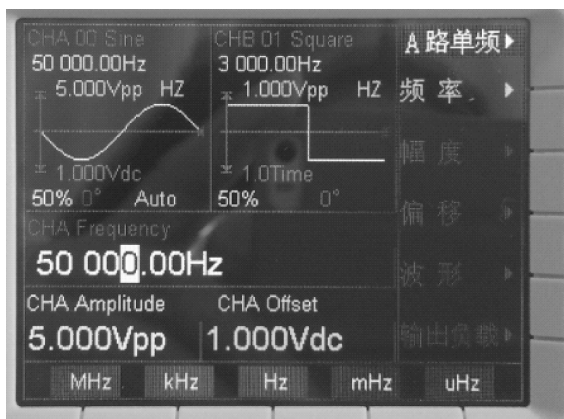 CHA 00 Sine
50 000.00Hz
5.000Vpp HZ
1.000Vdc
50% 0° Auto
CHB 01 Square
3 000.00Hz
1.000Vpp HZ
1.0Time
50% 0°
CHA Frequency
50 000.00Hz
CHA Amplitude CHA Offset
5.000Vpp 1.000Vdc
A路单频
频率
幅度
偏移
波形
输出负载
MHz kHz Hz mHz uHz